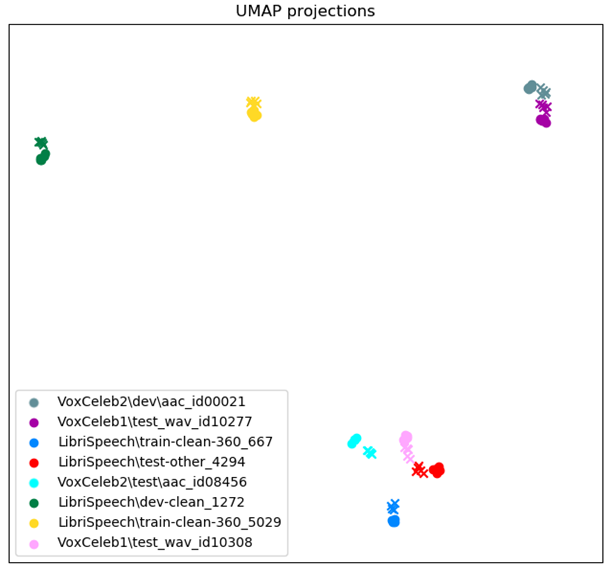 UMAP projections
VoxCeleb2\dev\aac_id00021
VoxCeleb1\test_wav_id10277
LibriSpeech\train-clean-360_667
LibriSpeech\test-other_4294
VoxCeleb2\test\aac_id08456
LibriSpeech\dev-clean_1272
LibriSpeech\train-clean-360_5029
VoxCeleb1\test_wav_id10308